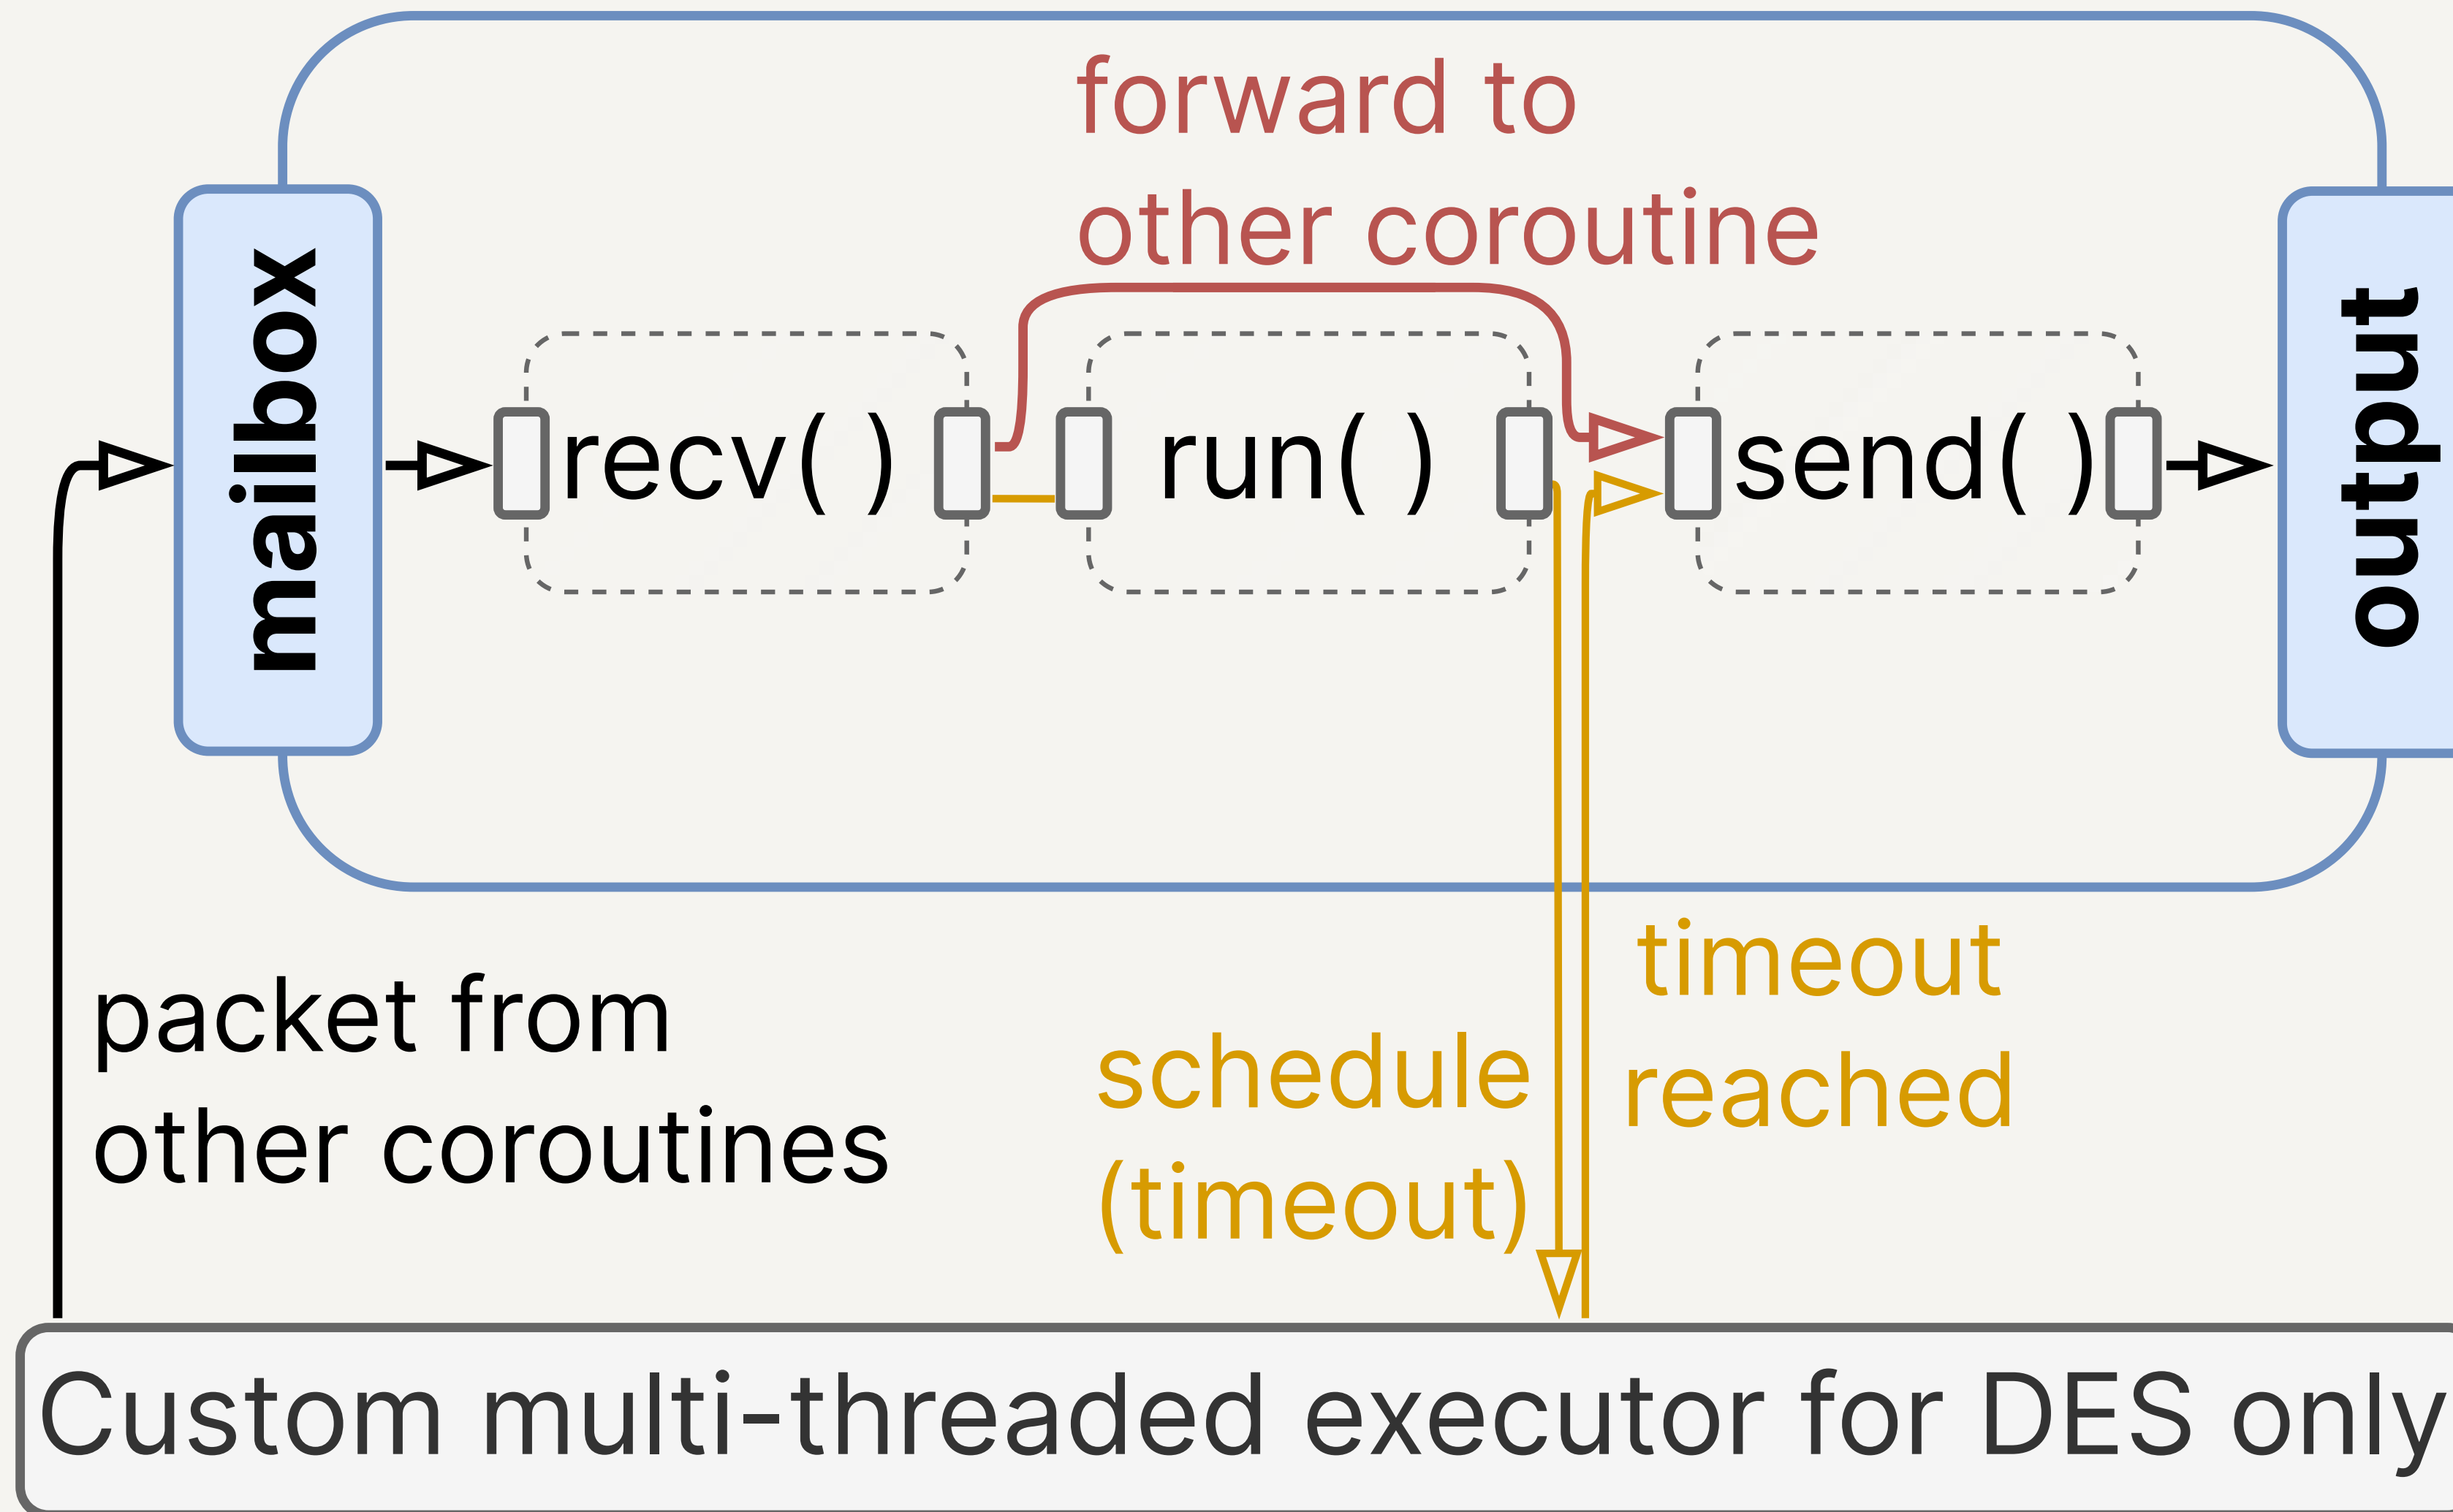 forward to
other coroutine
mailbox
recv( )
run( )
send( )
output
packet from
other coroutines
schedule
(timeout)
timeout
reached
Custom multi-threaded executor for DES only